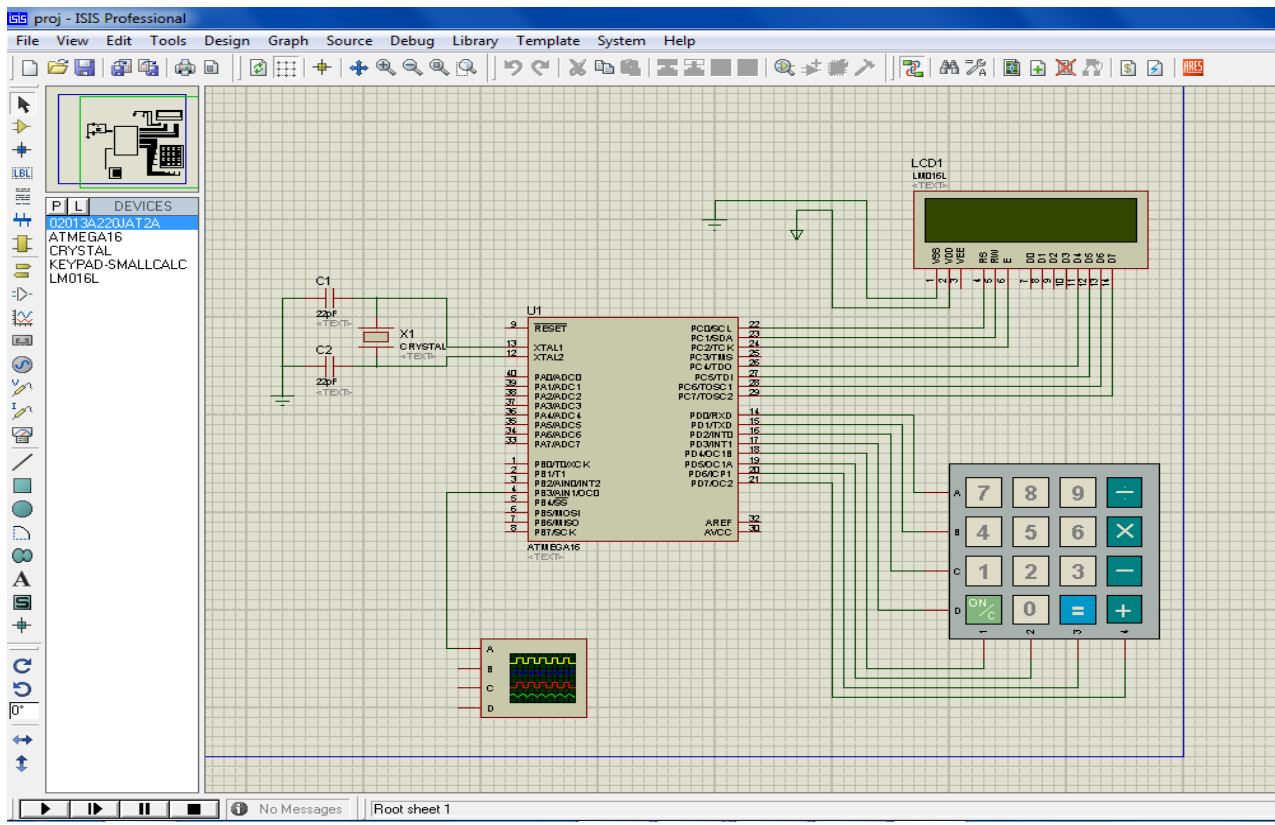 ISIS proj - ISIS Professional
File View Edit Tools Design Graph Source Debug Library Template System Help
LBL
ARES
P L DEVICES
02013A220JAT2A
ATMEGA16
CRYSTAL
KEYPAD-SMALLCALC
LM016L
A
S
0°
LCD1
LM016L
<TEXT>
VSS VDD VEE RS RW E D0 D1 D2 D3 D4 D5 D6 D7
1 2 3 4 5 6 7 8 9 10 11 12 13 14
C1
22pF
<TEXT>
X1
CRYSTAL
<TEXT>
C2
22pF
<TEXT>
U1
9 RESET PC0/SCL 22
PC1/SDA 23
13 XTAL1 PC2/TCK 24
12 XTAL2 PC3/TMS 25
PC4/TDO 26
40 PA0/ADC0 PC5/TDI 27
39 PA1/ADC1 PC6/TOSC1 28
38 PA2/ADC2 PC7/TOSC2 29
37 PA3/ADC3
36 PA4/ADC4 PD0/RXD 14
35 PA5/ADC5 PD1/TXD 15
34 PA6/ADC6 PD2/INT0 16
33 PA7/ADC7 PD3/INT1 17
PD4/OC1B 18
1 PB0/T0/XCK PD5/OC1A 19
2 PB1/T1 PD6/ICP1 20
3 PB2/AIN0/INT2 PD7/OC2 21
4 PB3/AIN1/OC0
5 PB4/SS
6 PB5/MOSI
7 PB6/MISO AREF 32
8 PB7/SCK AVCC 30
ATMEGA16
<TEXT>
A 7 8 9 ÷
B 4 5 6 ×
C 1 2 3 −
D ON/C 0 = +
1 2 3 4
A
B
C
D
No Messages Root sheet 1